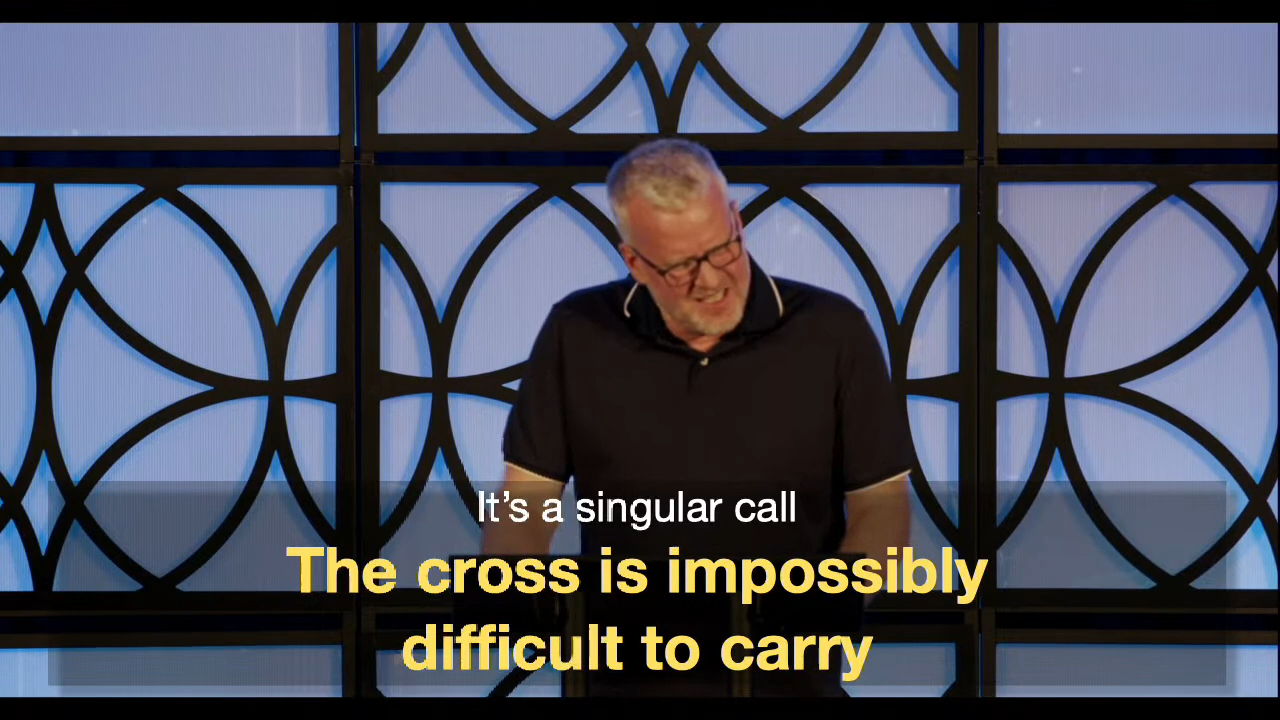 It’s a singular call
The cross is impossibly
difficult to carry